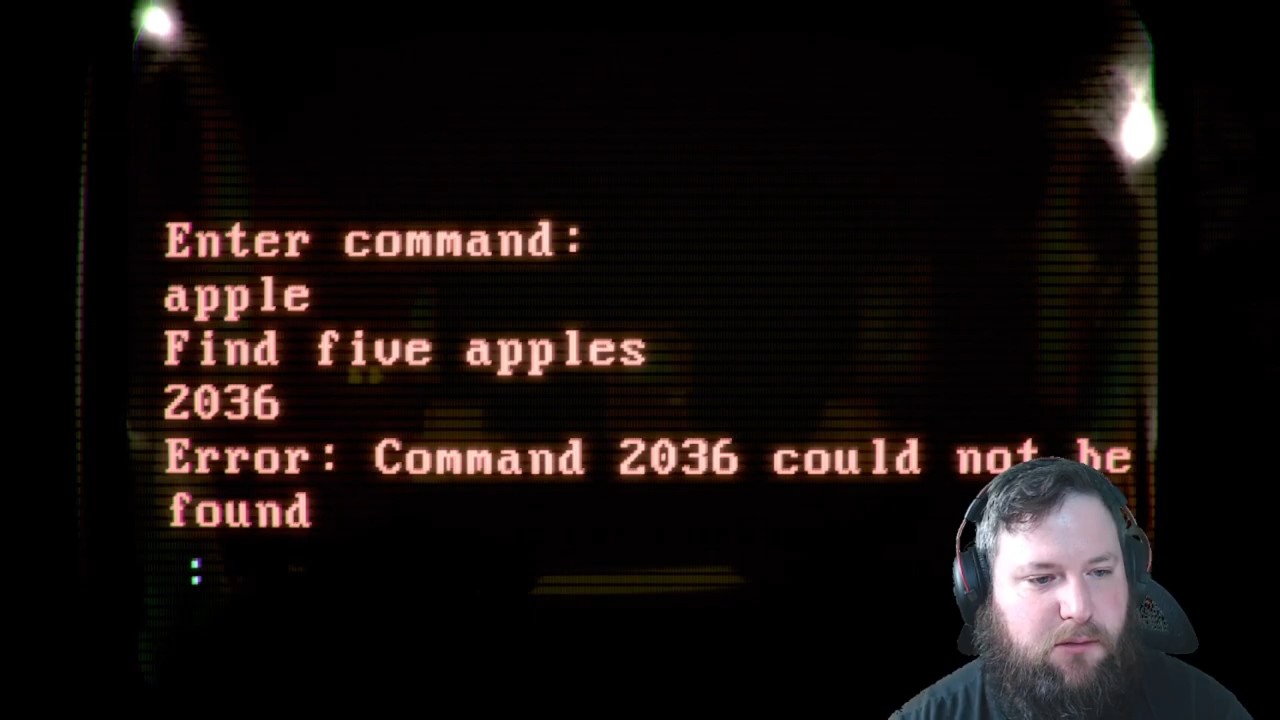 Enter command:
apple
Find five apples
2036
Error: Command 2036 could not be
found
: